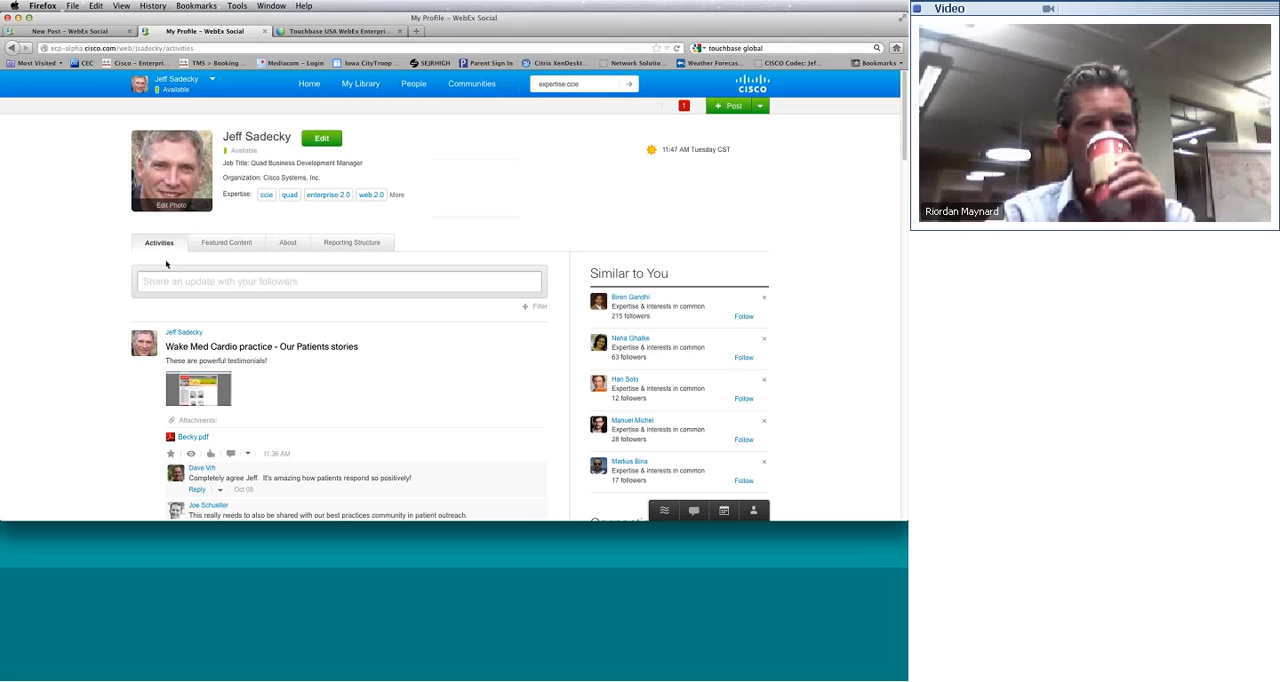 Firefox File Edit View History Bookmarks Tools Window Help
My Profile – WebEx Social
New Post – WebEx Social × My Profile – WebEx Social × Touchbase USA WebEx Enterpri... × +
ecp-alpha.cisco.com/web/jsadecky/activities
touchbase global
Most Visited CEC Cisco - Enterpri... TMS > Booking... Mediacom - Login Iowa CityTroop... SEJRHIGH Parent Sign In Citrix XenDeskt... Network Solutio... Weather Forecas... CISCO Codec: Jef... Bookmarks
Jeff Sadecky
Available
Home My Library People Communities
expertise:ccie
CISCO
1
+ Post
Jeff Sadecky Edit
Available
Job Title: Quad Business Development Manager
Organization: Cisco Systems, Inc.
Expertise: ccie quad enterprise 2.0 web 2.0 More
Edit Photo
11:47 AM Tuesday CST
Activities Featured Content About Reporting Structure
Share an update with your followers
+ Filter
Jeff Sadecky
Wake Med Cardio practice - Our Patients stories
These are powerful testimonials!
Attachments:
Becky.pdf
11:36 AM
Dave Vrh
Completely agree Jeff. It's amazing how patients respond so positively!
Reply Oct 09
Joe Schueller
This really needs to also be shared with our best practices community in patient outreach.
Similar to You
Biren Gandhi ×
Expertise & interests in common
215 followers Follow
Neha Ghalke ×
Expertise & interests in common
63 followers Follow
Han Solo ×
Expertise & interests in common
12 followers Follow
Manuel Michel ×
Expertise & interests in common
28 followers Follow
Markus Bina ×
Expertise & interests in common
17 followers Follow
Video
Riordan Maynard